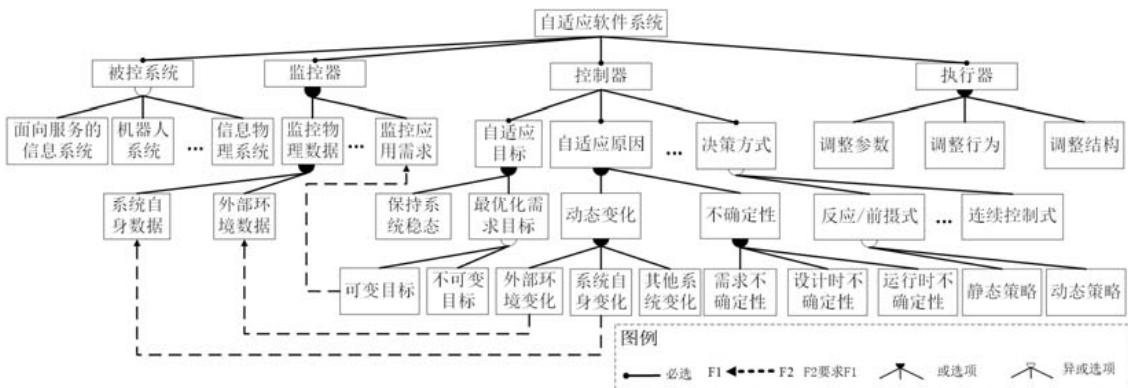 自适应软件系统
被控系统
监控器
控制器
执行器
面向服务的
信息系统
机器人
系统
...
信息物
理系统
监控物
理数据
...
监控应
用需求
自适应
目标
自适应原因
...
决策方式
调整参数
调整行为
调整结构
系统自
身数据
外部环
境数据
保持系
统稳态
最优化需
求目标
动态变化
不确定性
反应/前摄式
...
连续控制式
可变目标
不可变
目标
外部环
境变化
系统自
身变化
其他系
统变化
需求不
确定性
设计时不
确定性
运行时不
确定性
静态策略
动态策略
图例
必选
F1
F2
F2要求F1
或选项
异或选项